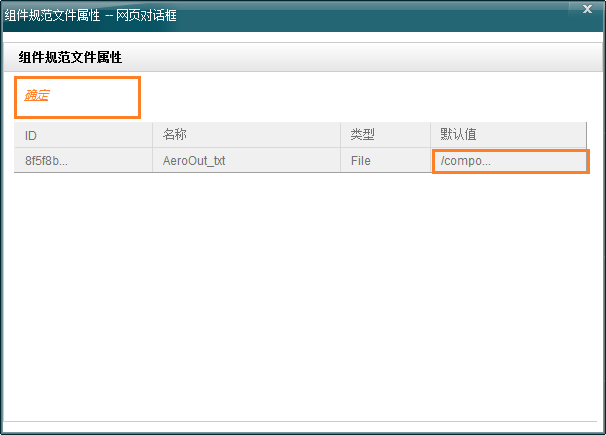 组件规范文件属性 -- 网页对话框
组件规范文件属性
确定
ID 名称 类型 默认值
8f5f8b... AeroOut_txt File /compo...